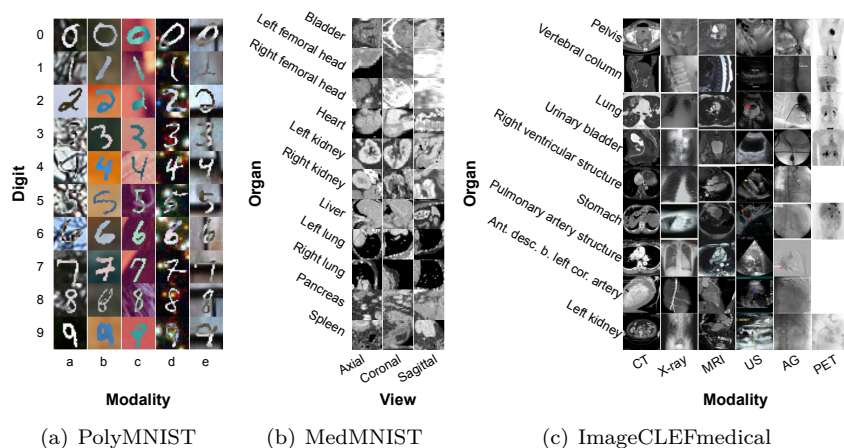 Digit
0
1
2
3
4
5
6
7
8
9
a b c d e
Modality
(a) PolyMNIST
Organ
Bladder
Left femoral head
Right femoral head
Heart
Left kidney
Right kidney
Liver
Left lung
Right lung
Pancreas
Spleen
Axial Coronal Sagittal
View
(b) MedMNIST
Organ
Pelvis
Vertebral column
Lung
Urinary bladder
Right ventricular structure
Stomach
Pulmonary artery structure
Ant. desc. b. left cor. artery
Left kidney
CT X-ray MRI US AG PET
Modality
(c) ImageCLEFmedical